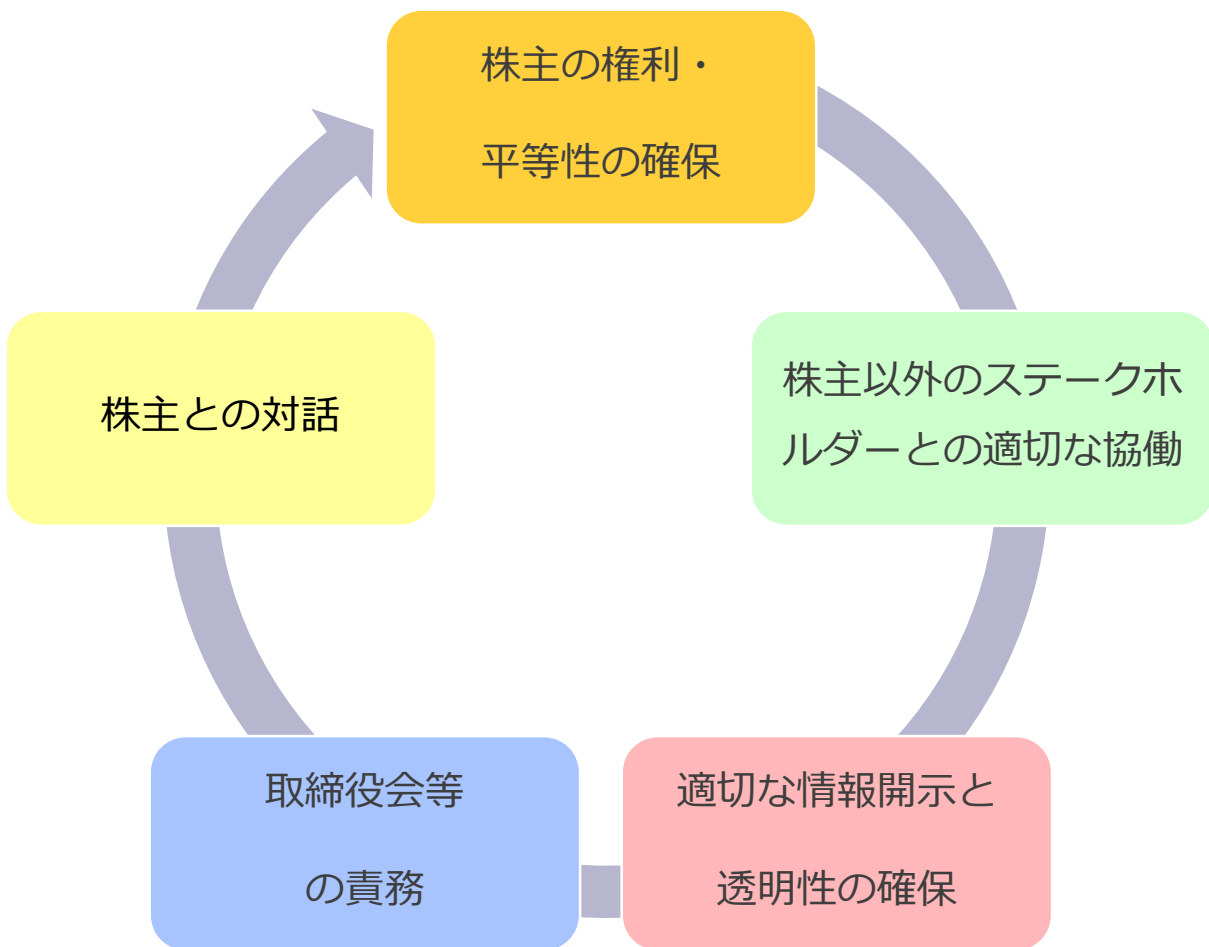 株主の権利・
平等性の確保
株主以外のステークホ
ルダーとの適切な協働
適切な情報開示と
透明性の確保
取締役会等
の責務
株主との対話